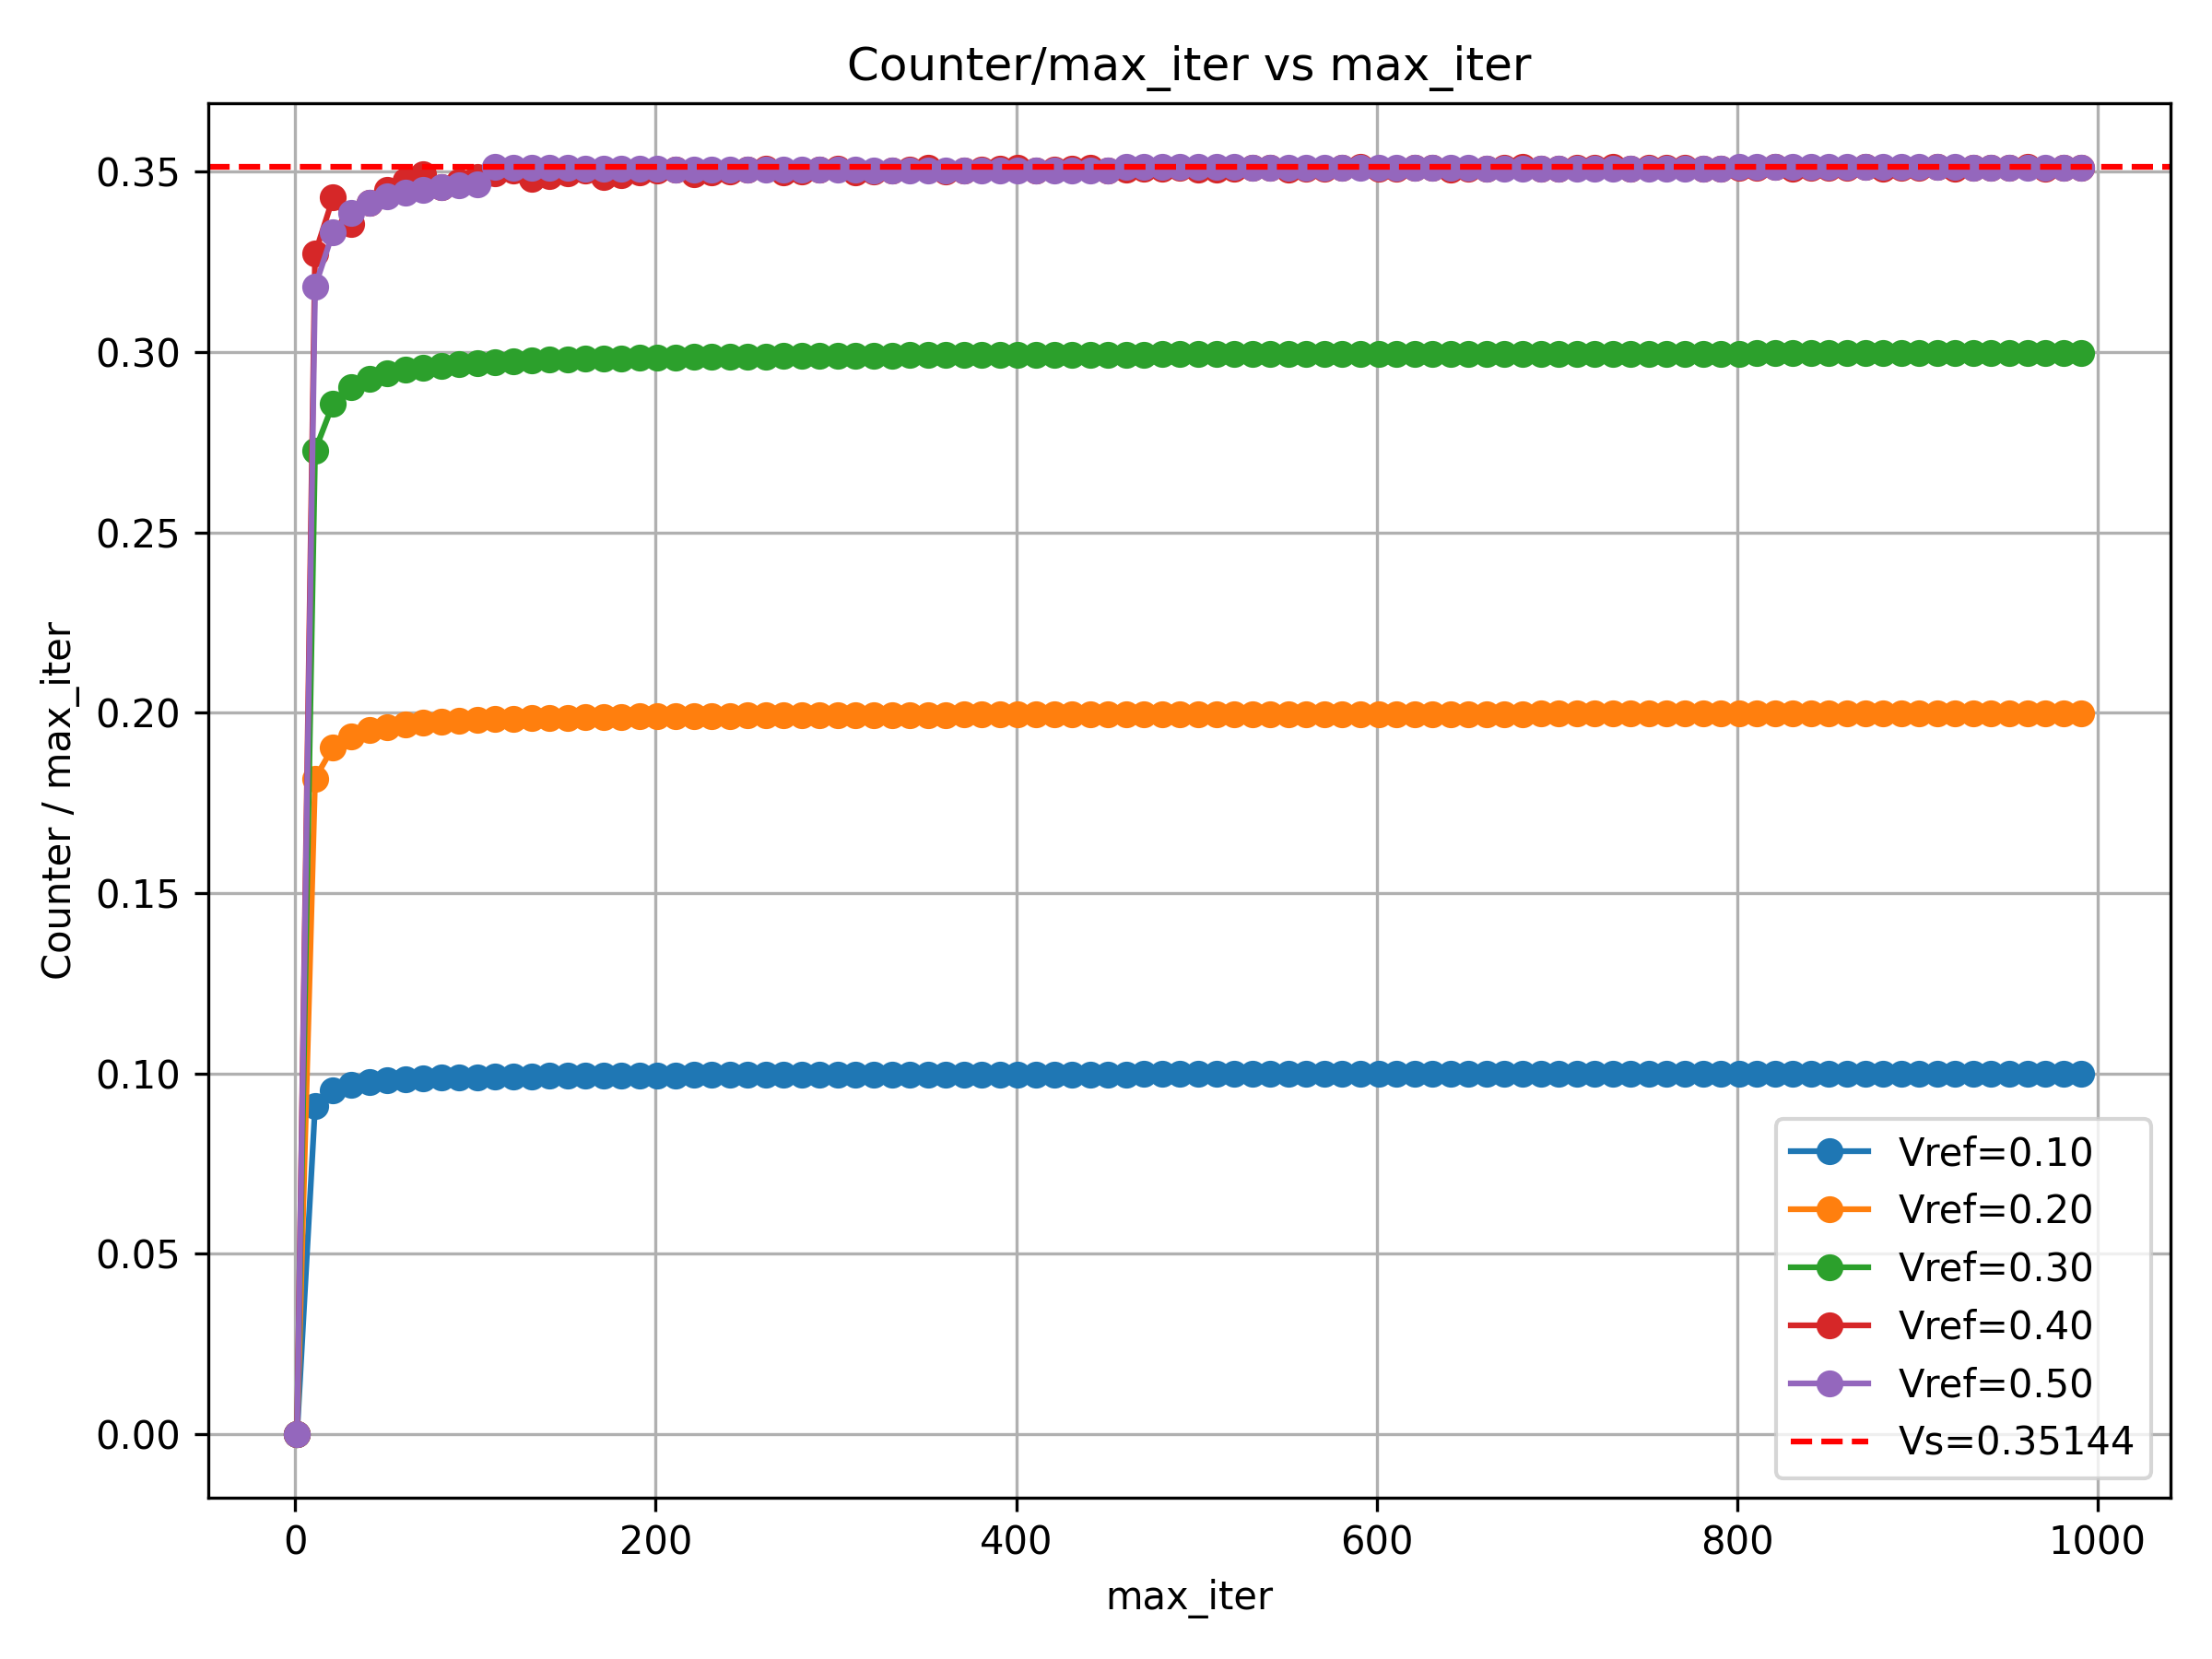 Counter/max_iter vs max_iter
Counter / max_iter
0.35
0.30
0.25
0.20
0.15
0.10
0.05
0.00
0
200
400
600
800
1000
max_iter
Vref=0.10
Vref=0.20
Vref=0.30
Vref=0.40
Vref=0.50
Vs=0.35144